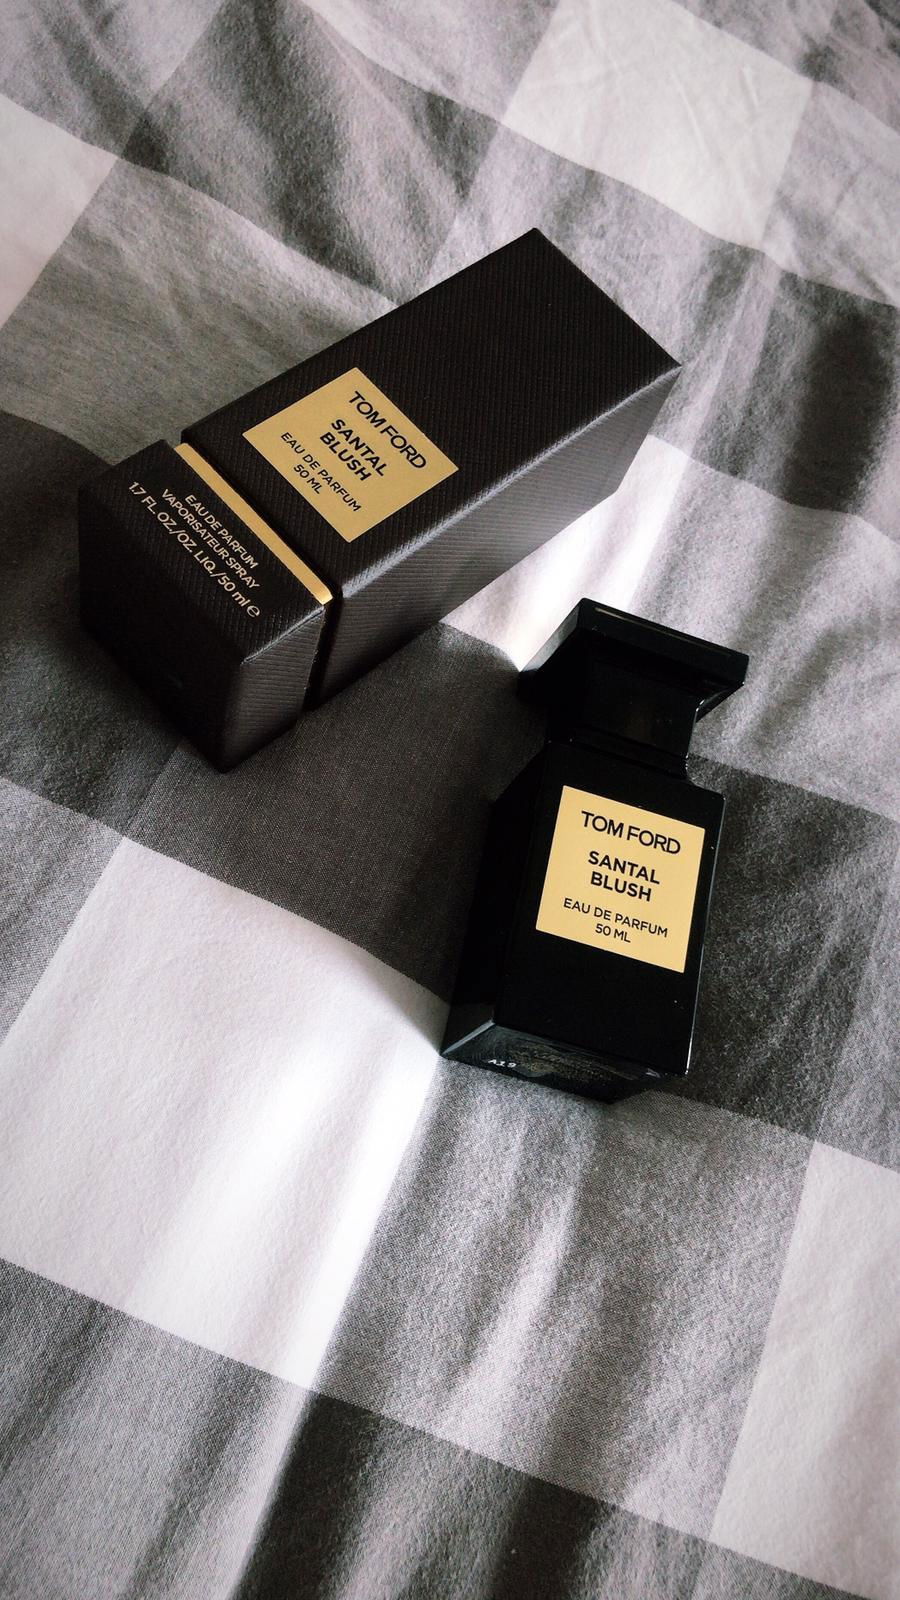 TOM FORD
SANTAL
BLUSH
EAU DE PARFUM
50 ML
EAU DE PARFUM
VAPORISATEUR SPRAY
1.7 FL.OZ./OZ. LIQ./50 ml ℮
TOM FORD
SANTAL
BLUSH
EAU DE PARFUM
50 ML
A19